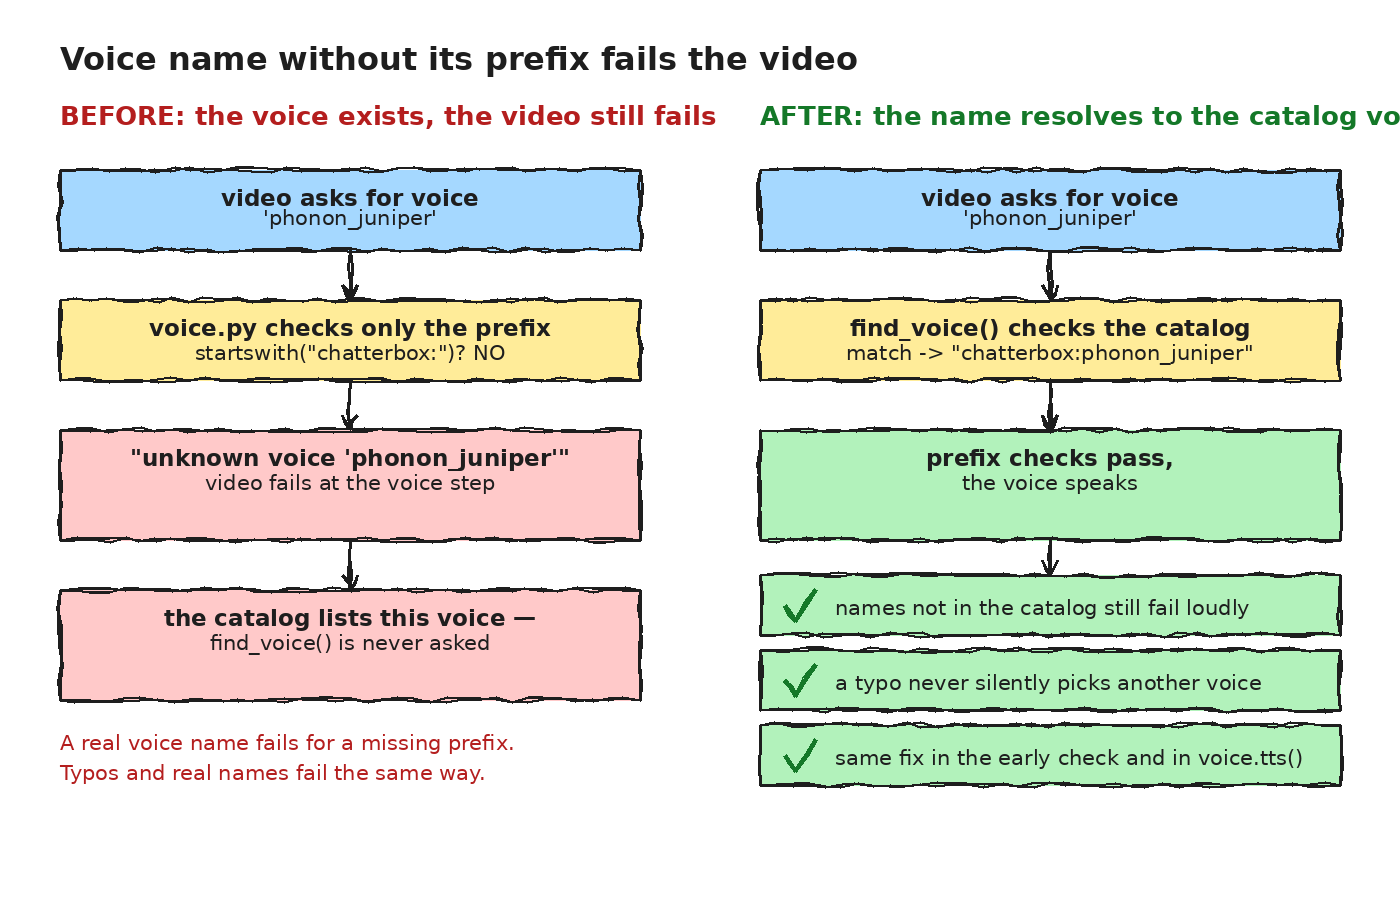 Voice name without its prefix fails the video
BEFORE: the voice exists, the video still fails
video asks for voice
'phonon_juniper'
voice.py checks only the prefix
startswith("chatterbox:")? NO
"unknown voice 'phonon_juniper'"
video fails at the voice step
the catalog lists this voice —
find_voice() is never asked
A real voice name fails for a missing prefix.
Typos and real names fail the same way.
AFTER: the name resolves to the catalog vo
video asks for voice
'phonon_juniper'
find_voice() checks the catalog
match -> "chatterbox:phonon_juniper"
prefix checks pass,
the voice speaks
names not in the catalog still fail loudly
a typo never silently picks another voice
same fix in the early check and in voice.tts()